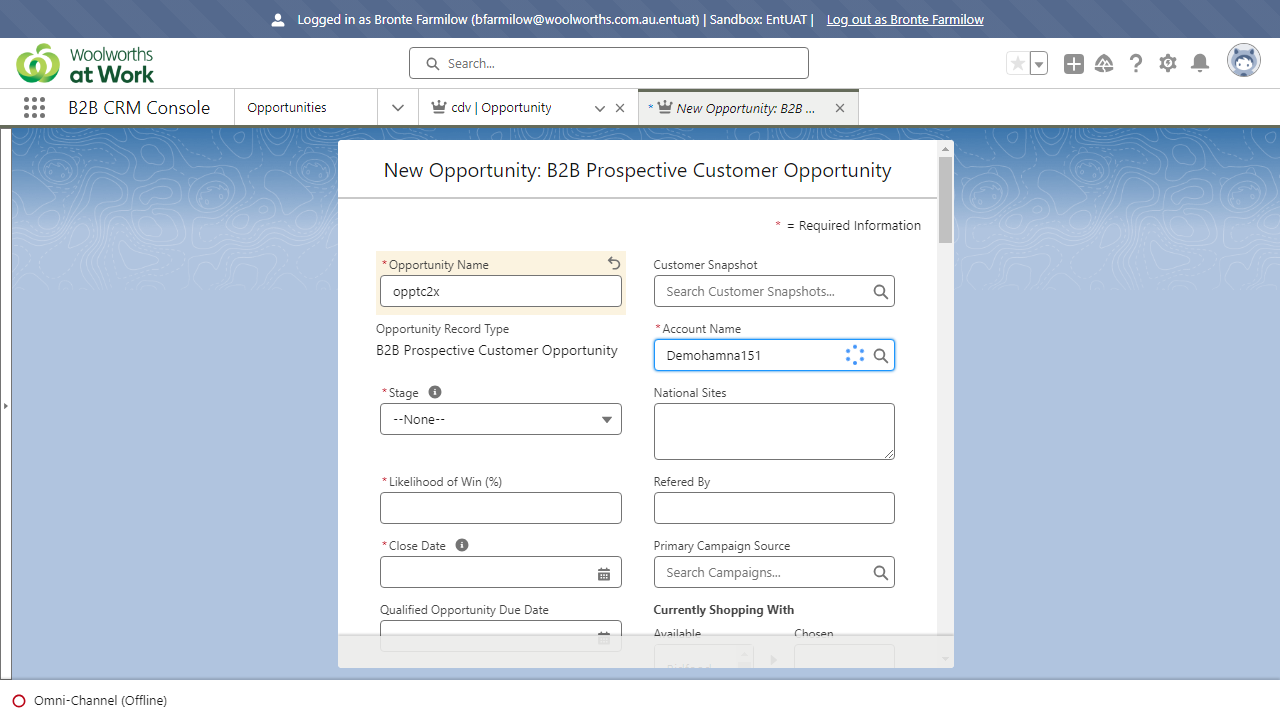 Logged in as Bronte Farmilow (bfarmilow@woolworths.com.au.entuat) | Sandbox: EntUAT | Log out as Bronte Farmilow
Woolworths
at Work
Search...
B2B CRM Console
Opportunities
cdv | Opportunity
* New Opportunity: B2B ...
New Opportunity: B2B Prospective Customer Opportunity
* = Required Information
*Opportunity Name
opptc2x
Customer Snapshot
Search Customer Snapshots...
Opportunity Record Type
B2B Prospective Customer Opportunity
*Account Name
Demohamna151
*Stage
--None--
National Sites
*Likelihood of Win (%)
Refered By
*Close Date
Primary Campaign Source
Search Campaigns...
Qualified Opportunity Due Date
Currently Shopping With
Available
Chosen
Omni-Channel (Offline)